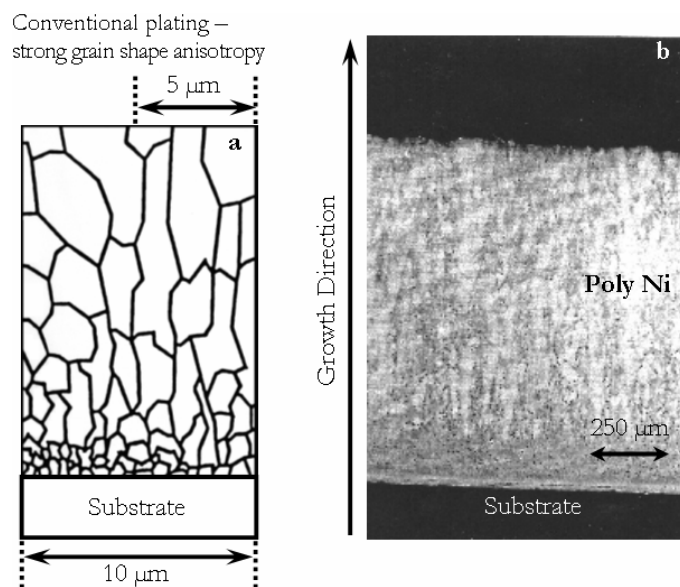 Conventional plating –
strong grain shape anisotropy
5 μm
a
Substrate
10 μm
Growth Direction
b
Poly Ni
250 μm
Substrate